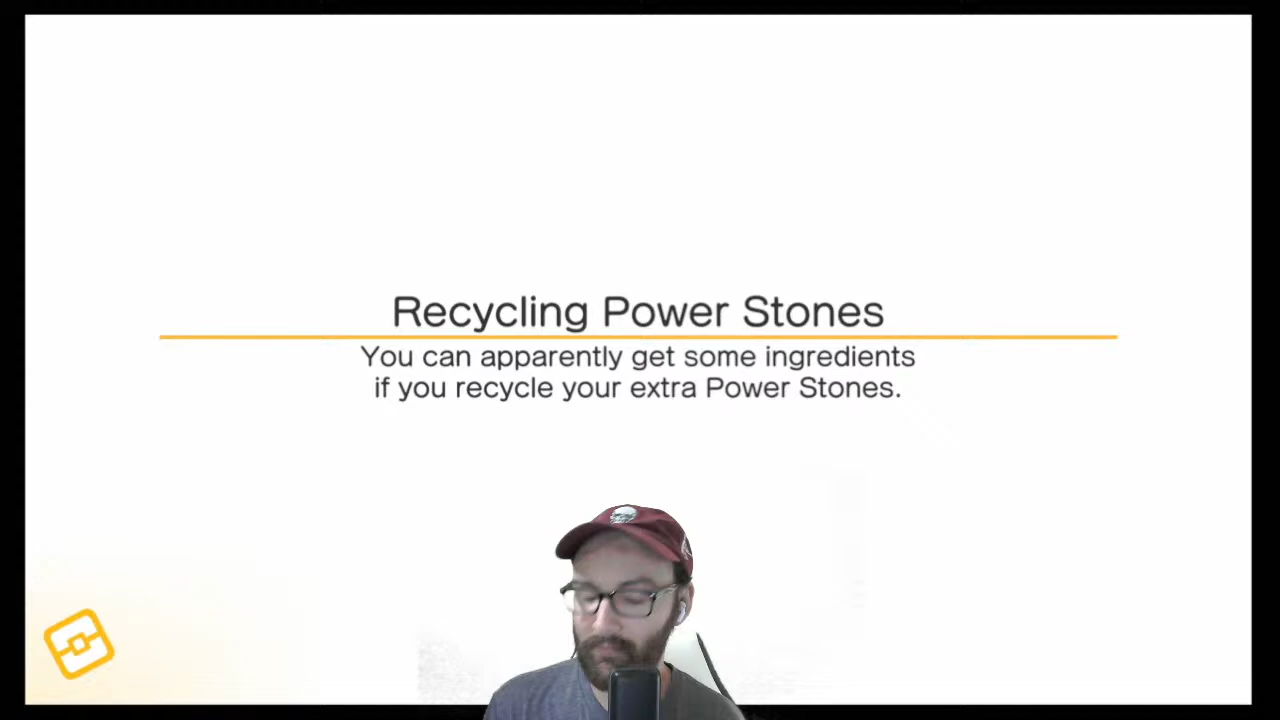 Recycling Power Stones
You can apparently get some ingredients
if you recycle your extra Power Stones.